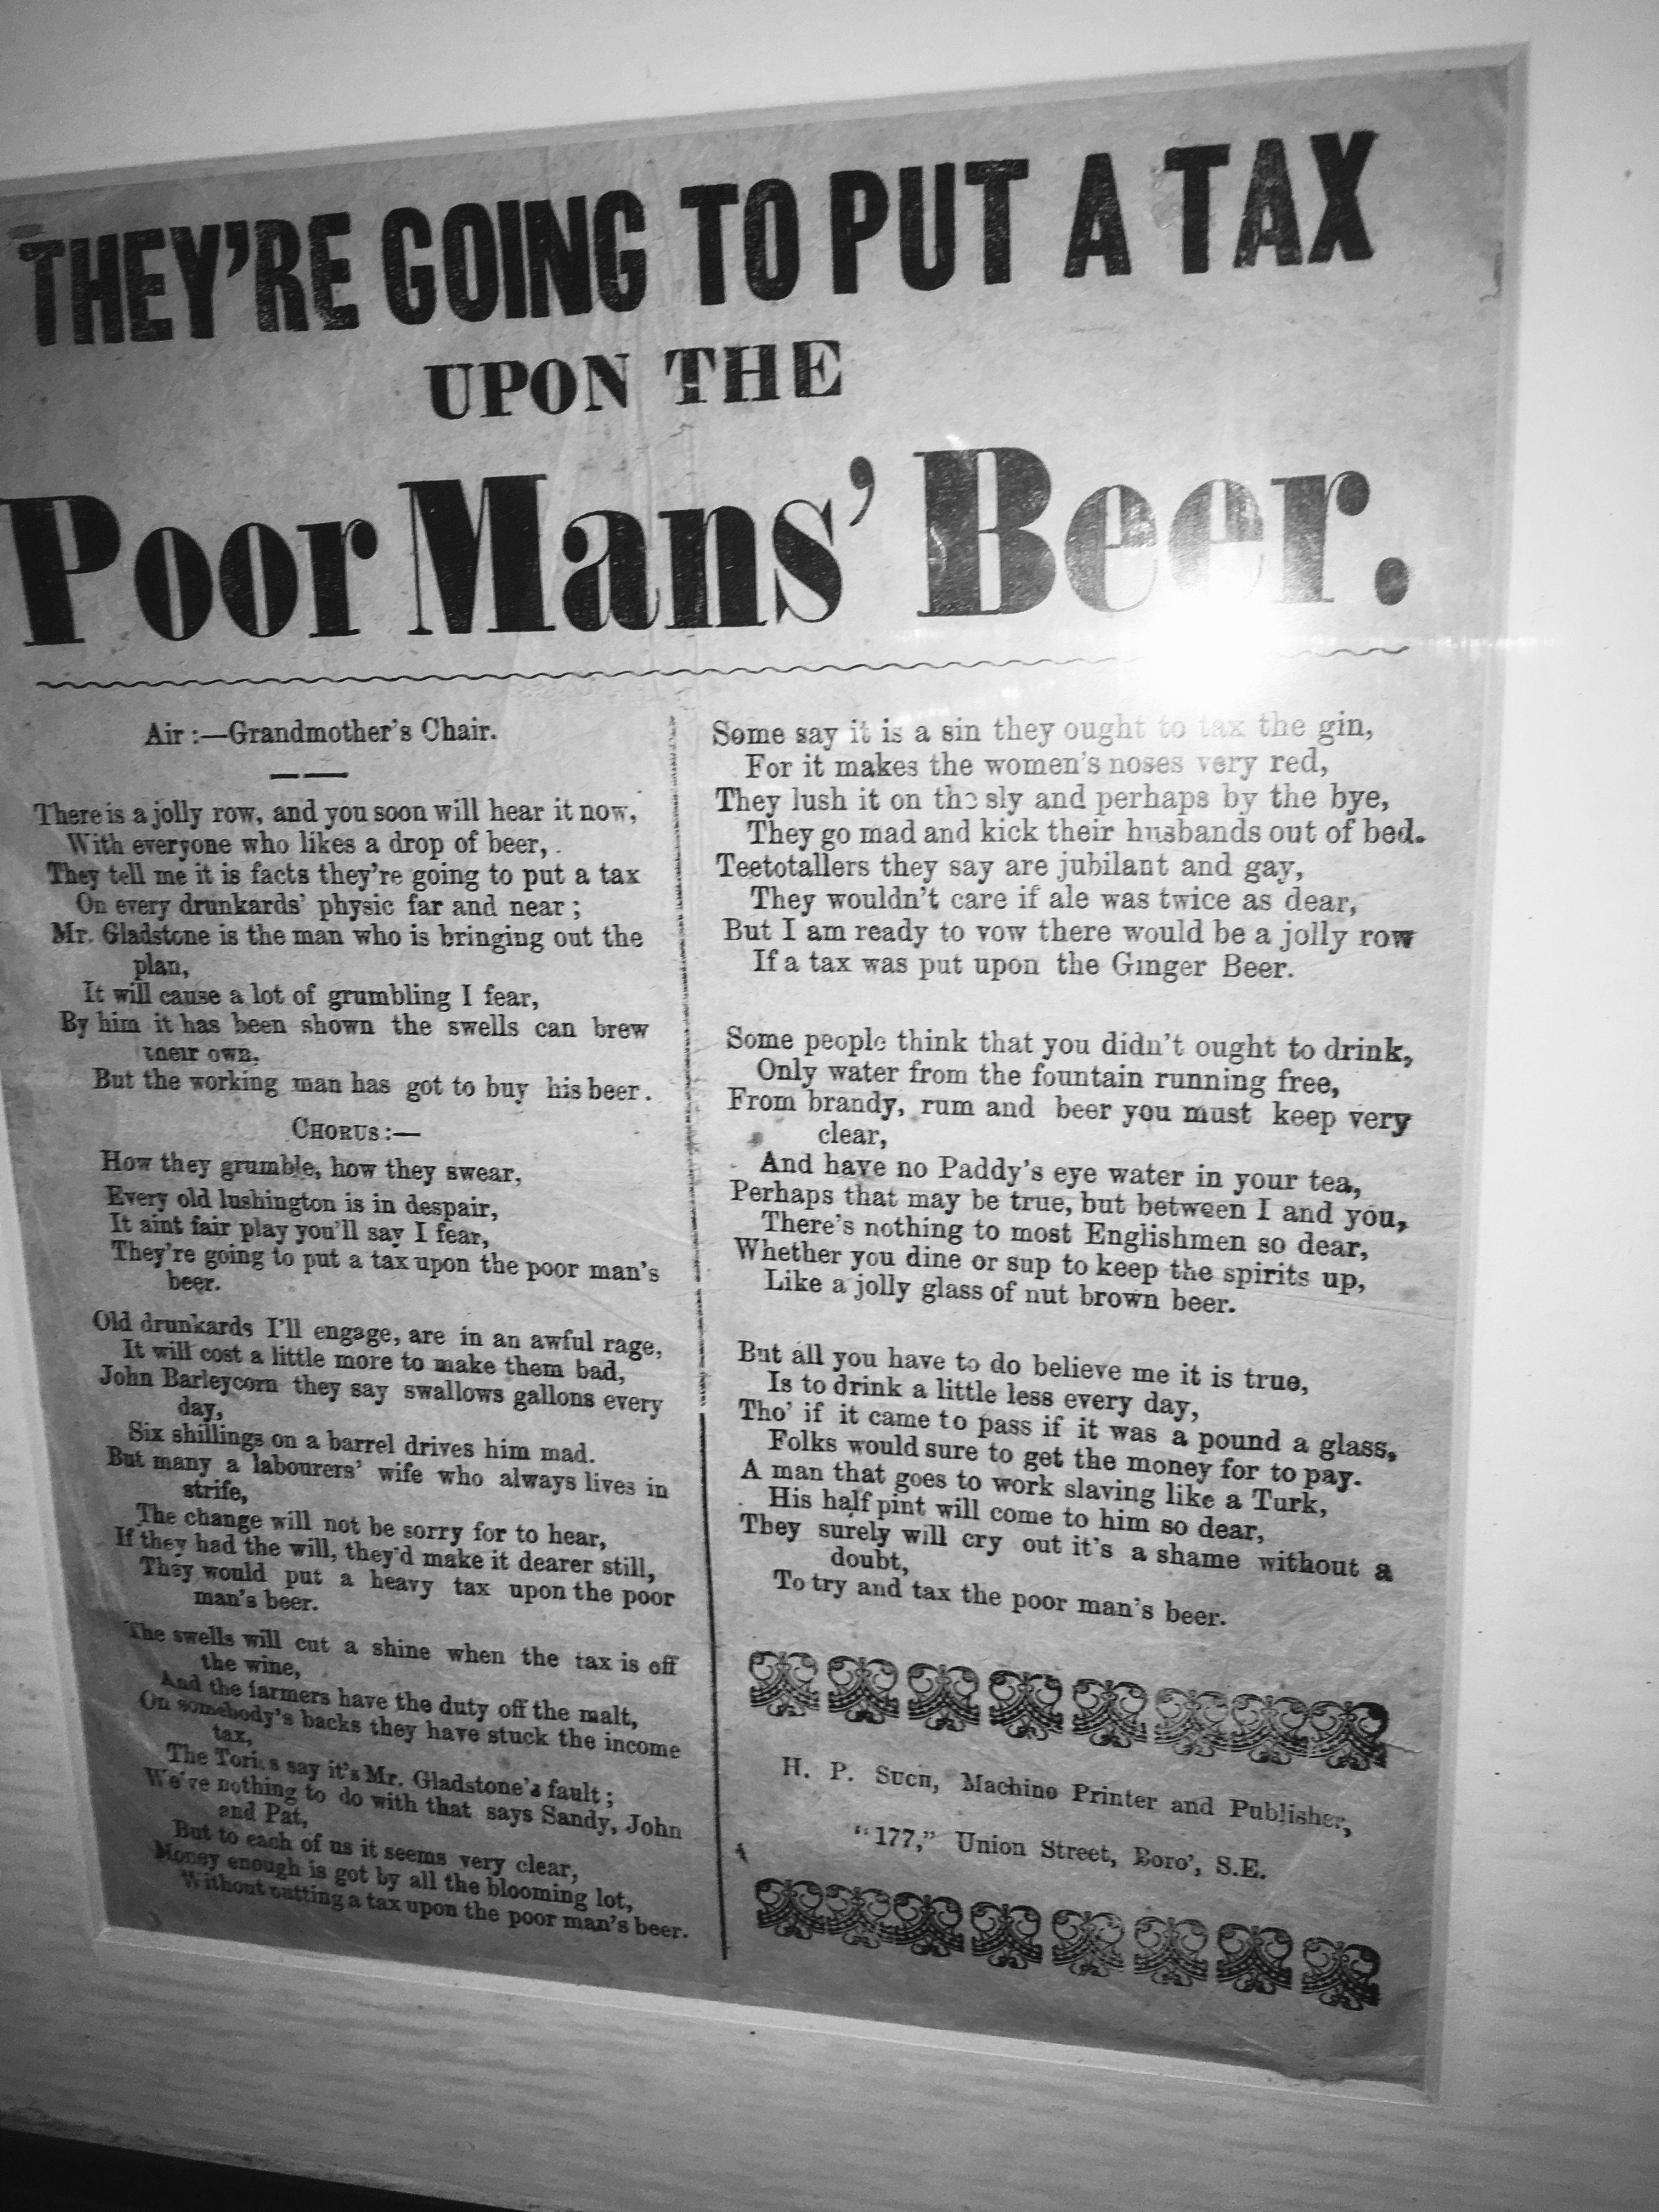 THEY'RE GOING TO PUT A TAX
UPON THE
Poor Mans' Beer.
Air :—Grandmother's Chair.
There is a jolly row, and you soon will hear it now,
With everyone who likes a drop of beer,
They tell me it is facts they're going to put a tax
On every drunkards' physic far and near ;
Mr. Gladstone is the man who is bringing out the
plan,
It will cause a lot of grumbling I fear,
By him it has been shown the swells can brew
their own.
But the working man has got to buy his beer.
CHORUS :—
How they grumble, how they swear,
Every old lushington is in despair,
It aint fair play you'll say I fear,
They're going to put a tax upon the poor man's
beer.
Old drunkards I'll engage, are in an awful rage,
It will cost a little more to make them bad,
John Barleycorn they say swallows gallons every
day,
Six shillings on a barrel drives him mad.
But many a labourers' wife who always lives in
strife,
The change will not be sorry for to hear,
If they had the will, they'd make it dearer still,
They would put a heavy tax upon the poor
man's beer.
The swells will cut a shine when the tax is off
the wine,
And the farmers have the duty off the malt,
On somebody's backs they have stuck the income
tax,
The Tories say it's Mr. Gladstone's fault ;
We've nothing to do with that says Sandy, John
and Pat,
But to each of us it seems very clear,
Money enough is got by all the blooming lot,
Without putting a tax upon the poor man's beer.
Some say it is a sin they ought to tax the gin,
For it makes the women's noses very red,
They lush it on the sly and perhaps by the bye,
They go mad and kick their husbands out of bed.
Teetotallers they say are jubilant and gay,
They wouldn't care if ale was twice as dear,
But I am ready to vow there would be a jolly row
If a tax was put upon the Ginger Beer.
Some people think that you didn't ought to drink,
Only water from the fountain running free,
From brandy, rum and beer you must keep very
clear,
And have no Paddy's eye water in your tea,
Perhaps that may be true, but between I and you,
There's nothing to most Englishmen so dear,
Whether you dine or sup to keep the spirits up,
Like a jolly glass of nut brown beer.
But all you have to do believe me it is true,
Is to drink a little less every day,
Tho' if it came to pass if it was a pound a glass,
Folks would sure to get the money for to pay.
A man that goes to work slaving like a Turk,
His half pint will come to him so dear,
They surely will cry out it's a shame without a
doubt,
To try and tax the poor man's beer.
H. P. SUCH, Machine Printer and Publisher,
"177," Union Street, Boro', S.E.